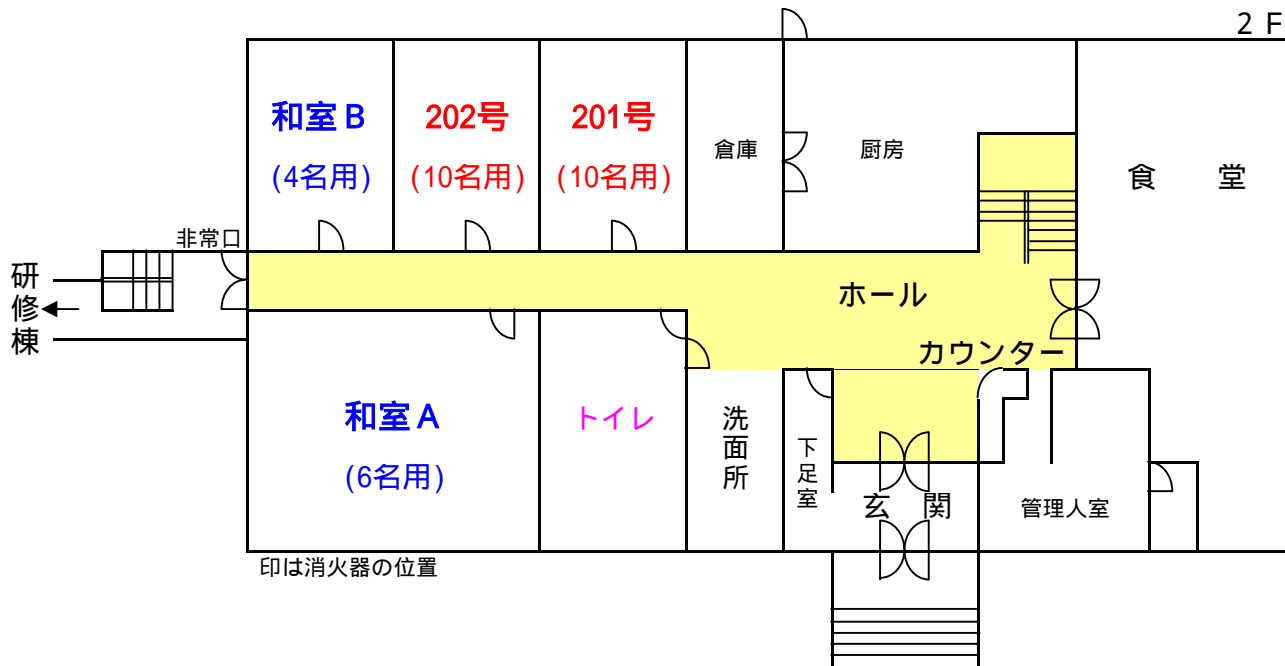 2 F
和室B
(4名用)
202号
(10名用)
201号
(10名用)
倉庫
厨房
食 堂
非常口
研修棟
ホール
カウンター
和室A
(6名用)
トイレ
洗面所
下足室
玄 関
管理人室
印は消火器の位置